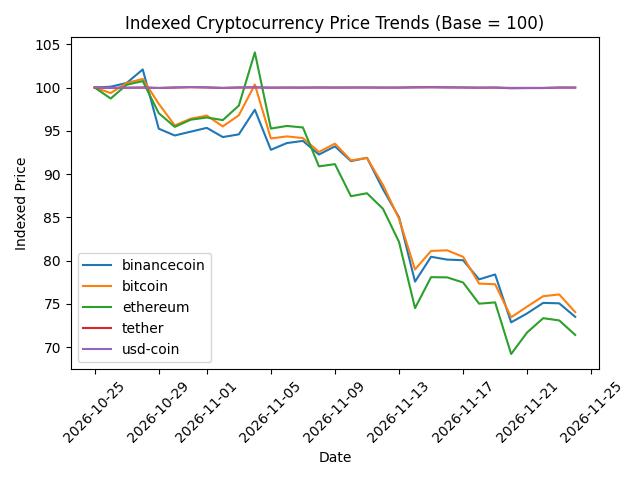 Indexed Cryptocurrency Price Trends (Base = 100)
Indexed Price
105
100
95
90
85
80
75
70
binancecoin
bitcoin
ethereum
tether
usd-coin
2026-10-25
2026-10-29
2026-11-01
2026-11-05
2026-11-09
2026-11-13
2026-11-17
2026-11-21
2026-11-25
Date